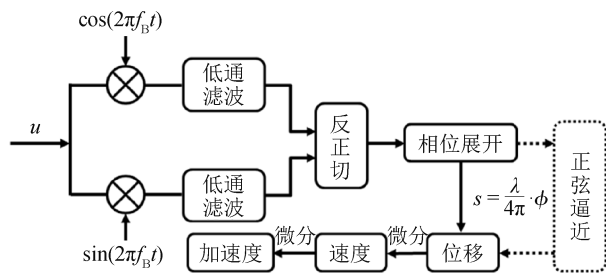 cos(2πf_Bt)
低通
滤波
u
反
正
切
相位展开
正
弦
逼
近
低通
滤波
s = λ/4π · ϕ
sin(2πf_Bt)
加速度
微分
速度
微分
位移